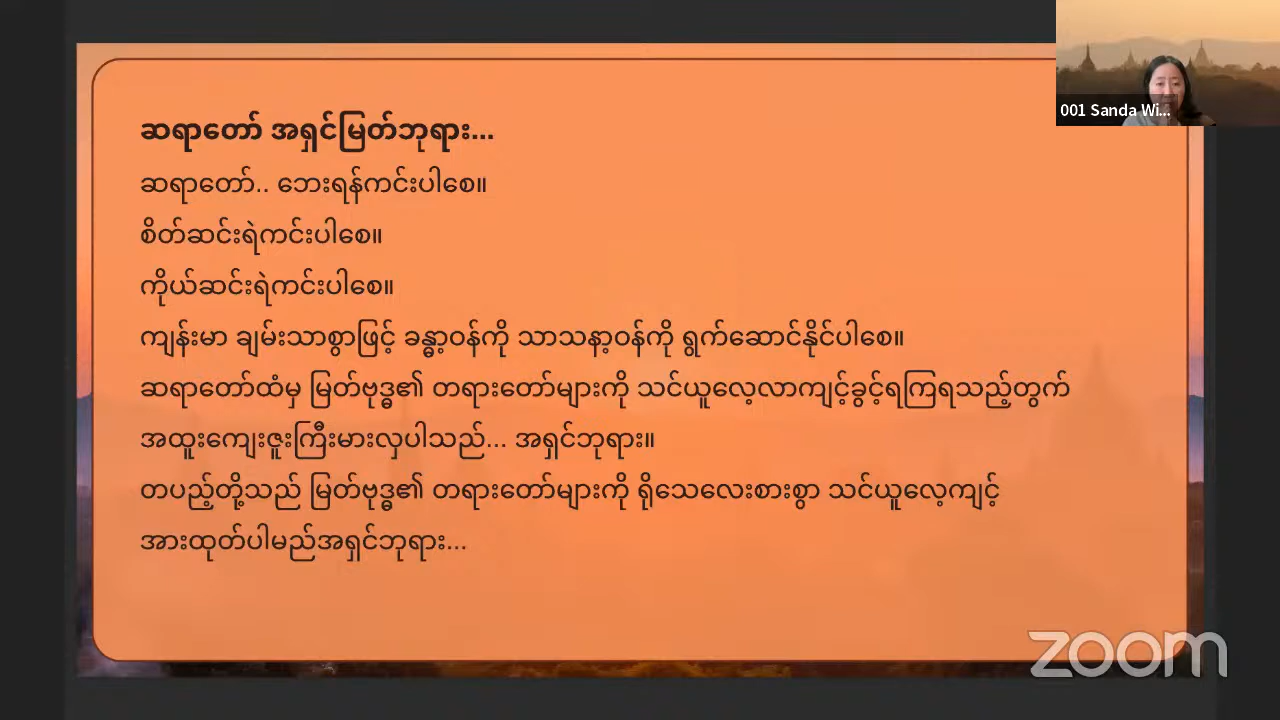 ဆရာတော် အရှင်မြတ်ဘုရား...
ဆရာတော်.. ဘေးရန်ကင်းပါစေ။
စိတ်ဆင်းရဲကင်းပါစေ။
ကိုယ်ဆင်းရဲကင်းပါစေ။
ကျန်းမာ ချမ်းသာစွာဖြင့် ခန္ဓာ့ဝန်ကို သာသနာ့ဝန်ကို ရွက်ဆောင်နိုင်ပါစေ။
ဆရာတော်ထံမှ မြတ်ဗုဒ္ဓ၏ တရားတော်များကို သင်ယူလေ့လာကျင့်ခွင့်ရကြရသည့်တွက်
အထူးကျေးဇူးကြီးမားလှပါသည်... အရှင်ဘုရား။
တပည့်တို့သည် မြတ်ဗုဒ္ဓ၏ တရားတော်များကို ရိုသေလေးစားစွာ သင်ယူလေ့ကျင့်
အားထုတ်ပါမည်အရှင်ဘုရား...
001 Sanda Wi...
zoom